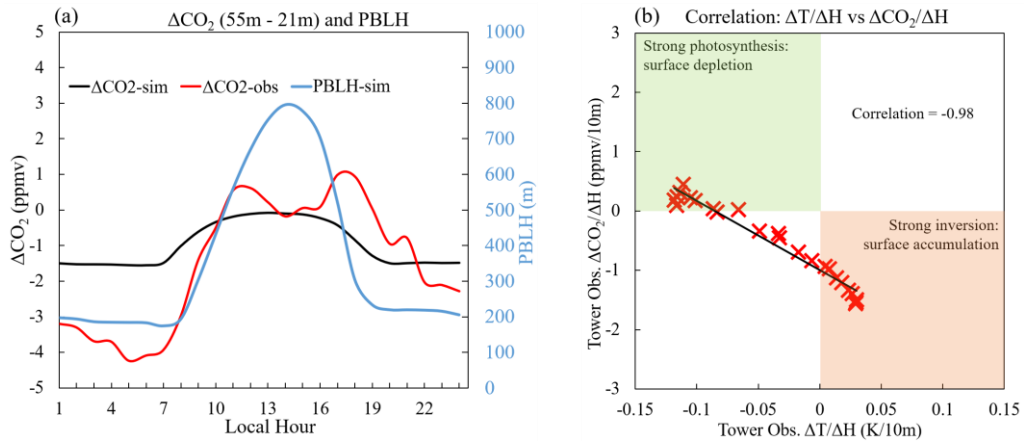 (a)
ΔCO₂ (55m - 21m) and PBLH
ΔCO₂ (ppmv)
5
4
3
2
1
0
-1
-2
-3
-4
-5
ΔCO2-sim
ΔCO2-obs
PBLH-sim
1000
900
800
700
600
500
400
300
200
100
0
PBLH (m)
1 4 7 10 13 16 19 22
Local Hour
(b)
Correlation: ΔT/ΔH vs ΔCO₂/ΔH
Tower Obs. ΔCO₂/ΔH (ppmv/10m)
3
2
1
0
-1
-2
-3
Strong photosynthesis:
surface depletion
Correlation = -0.98
Strong inversion:
surface accumulation
-0.15 -0.1 -0.05 0 0.05 0.1 0.15
Tower Obs. ΔT/ΔH (K/10m)